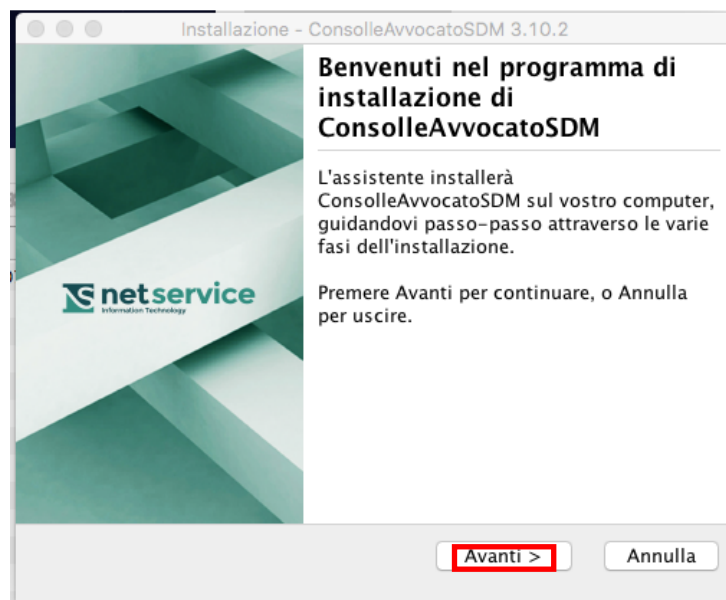 Installazione - ConsolleAvvocatoSDM 3.10.2
Benvenuti nel programma di
installazione di
ConsolleAvvocatoSDM
L'assistente installerà
ConsolleAvvocatoSDM sul vostro computer,
guidandovi passo-passo attraverso le varie
fasi dell'installazione.
netservice
Information Technology
Premere Avanti per continuare, o Annulla
per uscire.
Avanti >
Annulla